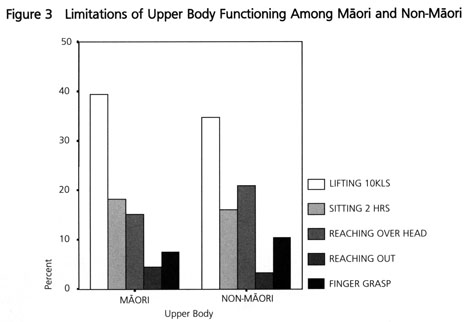 Figure 3 Limitations of Upper Body Functioning Among Māori and Non-Māori
50
40
30
20
10
0
Percent
MĀORI
NON-MĀORI
Upper Body
LIFTING 10KLS
SITTING 2 HRS
REACHING OVER HEAD
REACHING OUT
FINGER GRASP